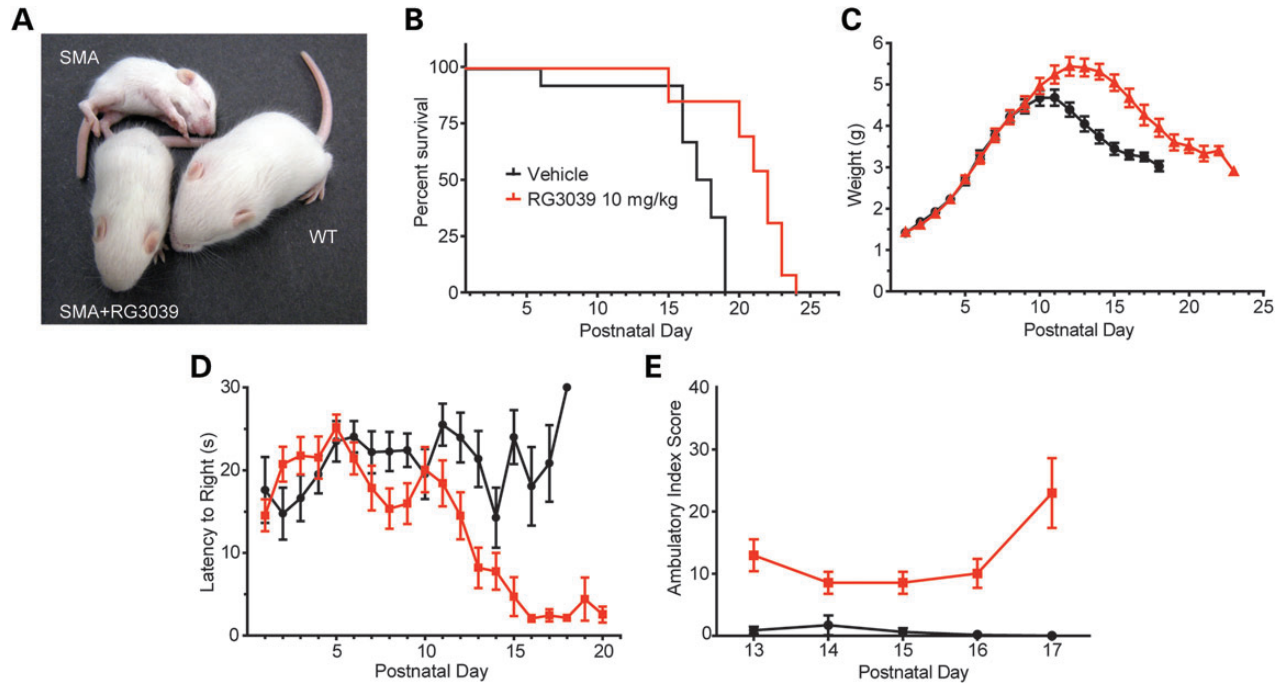 A
SMA
WT
SMA+RG3039
B
Percent survival
100
75
50
25
0
Vehicle
RG3039 10 mg/kg
5
10
15
20
25
Postnatal Day
C
Weight (g)
6
5
4
3
2
1
0
5
10
15
20
25
Postnatal Day
D
Latency to Right (s)
30
20
10
0
5
10
15
20
Postnatal Day
E
Ambulatory Index Score
40
30
20
10
0
13
14
15
16
17
Postnatal Day